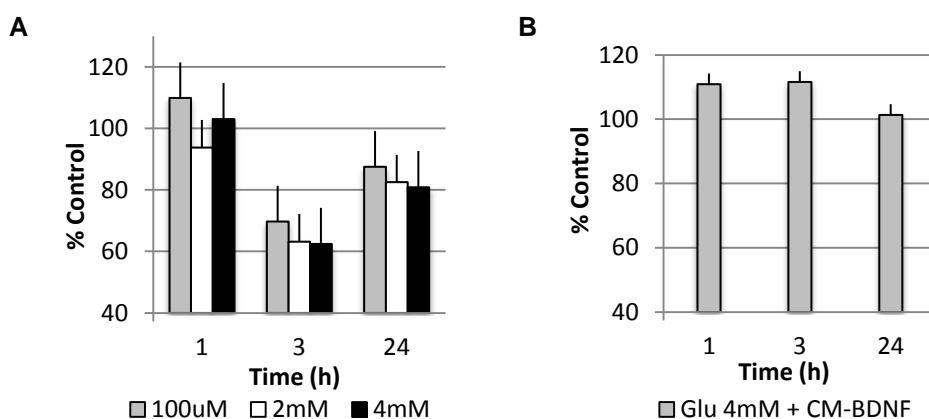 A
% Control
120
100
80
60
40
1 3 24
Time (h)
100uM 2mM 4mM
B
% Control
120
100
80
60
40
1 3 24
Time (h)
Glu 4mM + CM-BDNF